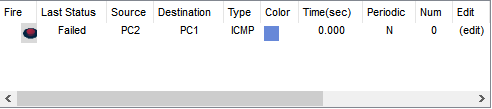 Fire Last Status Source Destination Type Color Time(sec) Periodic Num Edit
Failed PC2 PC1 ICMP 0.000 N 0 (edit)